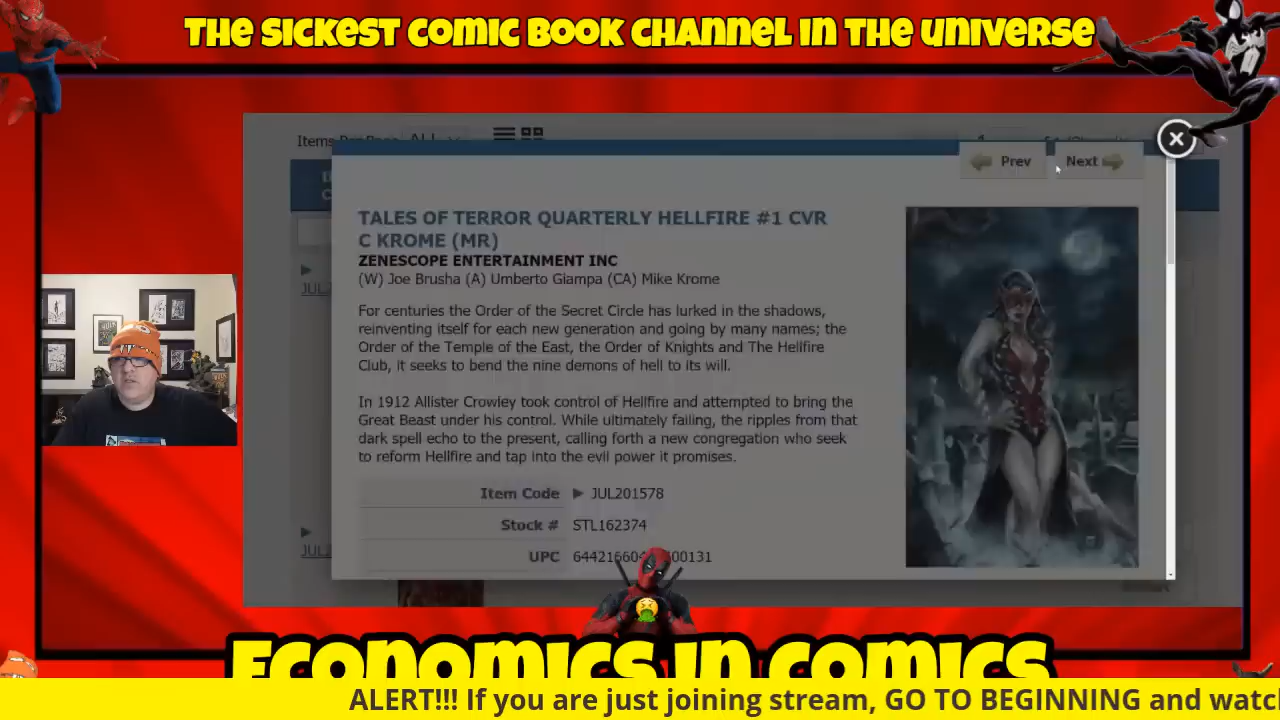 THE SICKEST COMIC BOOK CHANNEL IN THE UNIVERSE
Prev
Next
TALES OF TERROR QUARTERLY HELLFIRE #1 CVR
C KROME (MR)
ZENESCOPE ENTERTAINMENT INC
(W) Joe Brusha (A) Umberto Giampa (CA) Mike Krome
For centuries the Order of the Secret Circle has lurked in the shadows,
reinventing itself for each new generation and going by many names; the
Order of the Temple of the East, the Order of Knights and The Hellfire
Club, it seeks to bend the nine demons of hell to its will.
In 1912 Allister Crowley took control of Hellfire and attempted to bring the
Great Beast under his control. While ultimately failing, the ripples from that
dark spell echo to the present, calling forth a new congregation who seek
to reform Hellfire and tap into the evil power it promises.
Item Code ▶ JUL201578
Stock # STL162374
UPC
ECONOMICS IN COMICS
ALERT!!! If you are just joining stream, GO TO BEGINNING and watch